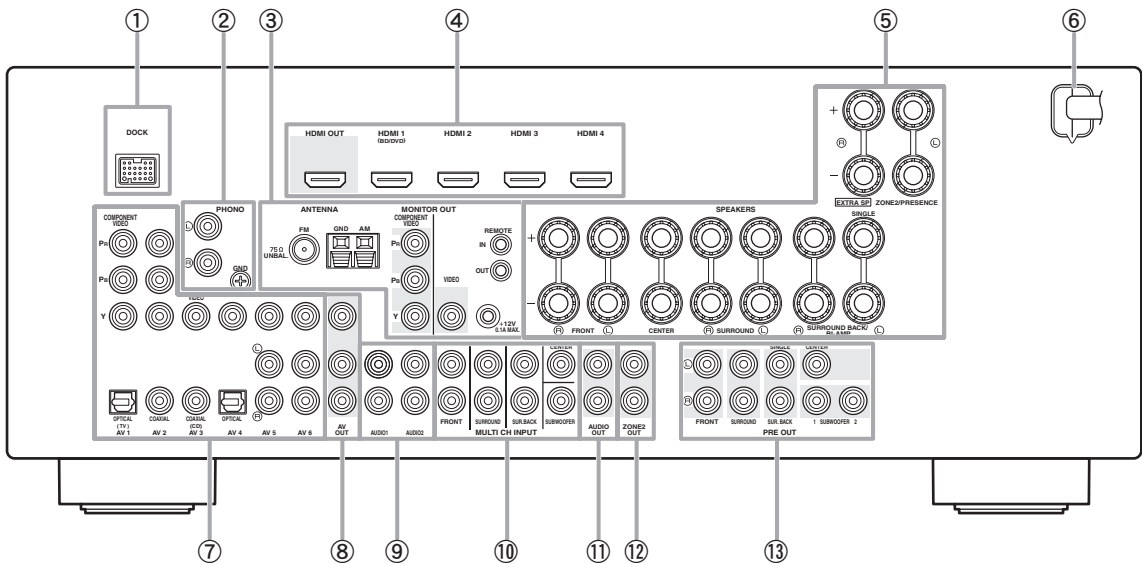 ① ② ③ ④ ⑤ ⑥
DOCK
HDMI OUT HDMI 1 HDMI 2 HDMI 3 HDMI 4
(BD/DVD)
+ Ⓡ Ⓛ −
EXTRA SP ZONE2/PRESENCE
COMPONENT VIDEO
PR
PB
Y
VIDEO
PHONO
Ⓛ
Ⓡ
GND
ANTENNA
FM
75Ω UNBAL.
GND AM
MONITOR OUT
COMPONENT VIDEO
PR
PB
Y
VIDEO
REMOTE
IN
OUT
+12V
0.1A MAX.
SPEAKERS
SINGLE
+
−
Ⓡ FRONT Ⓛ CENTER Ⓡ SURROUND Ⓛ Ⓡ SURROUND BACK/ BI-AMP Ⓛ
Ⓛ
Ⓡ
OPTICAL COAXIAL COAXIAL OPTICAL
(TV) (CD)
AV 1 AV 2 AV 3 AV 4 AV 5 AV 6
AV OUT
AUDIO1 AUDIO2
CENTER
FRONT SURROUND SUR.BACK SUBWOOFER
MULTI CH INPUT
AUDIO OUT
ZONE2 OUT
SINGLE CENTER
Ⓛ
Ⓡ
FRONT SURROUND SUR. BACK 1 SUBWOOFER 2
PRE OUT
⑦ ⑧ ⑨ ⑩ ⑪ ⑫ ⑬